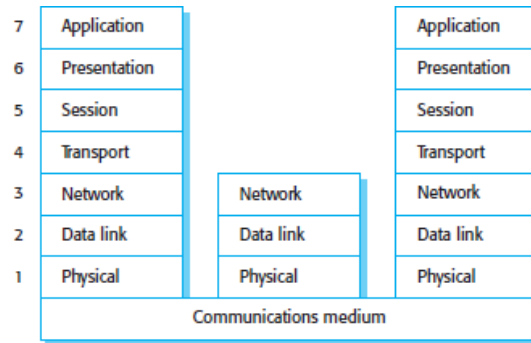 7 Application Application
6 Presentation Presentation
5 Session Session
4 Transport Transport
3 Network Network Network
2 Data link Data link Data link
1 Physical Physical Physical
Communications medium